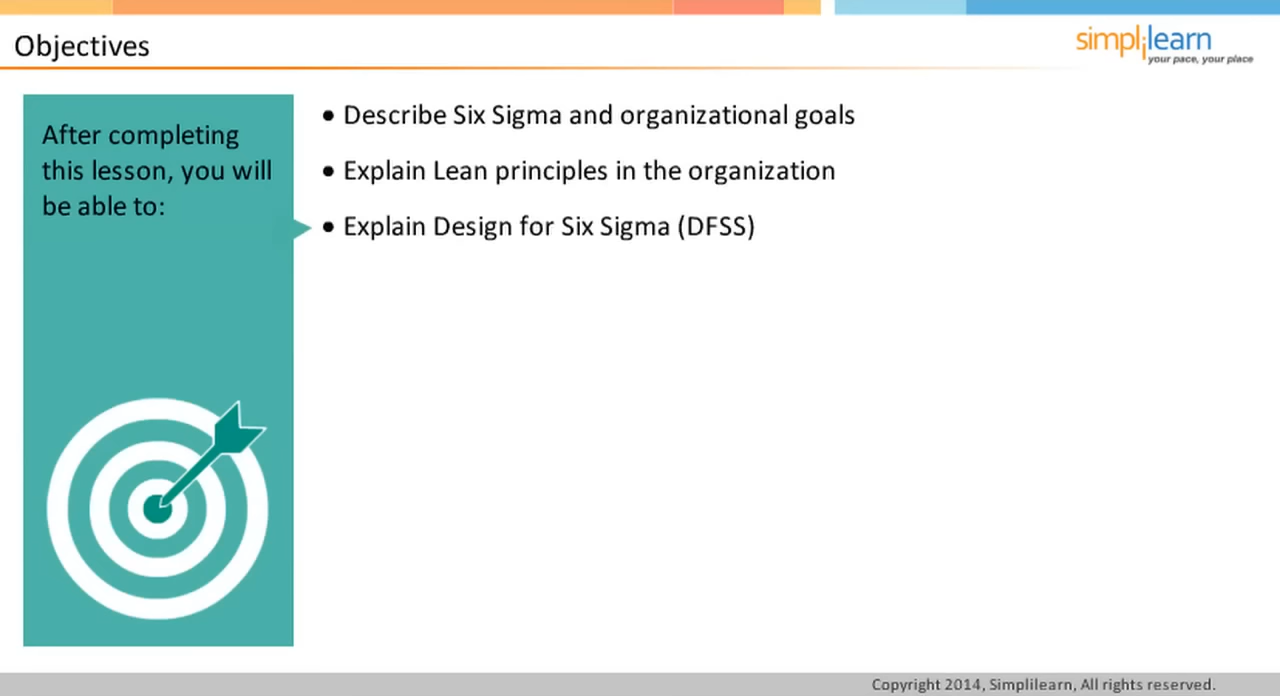 Objectives
simplilearn
your pace, your place
After completing
this lesson, you will
be able to:
• Describe Six Sigma and organizational goals
• Explain Lean principles in the organization
• Explain Design for Six Sigma (DFSS)
Copyright 2014, Simplilearn, All rights reserved.